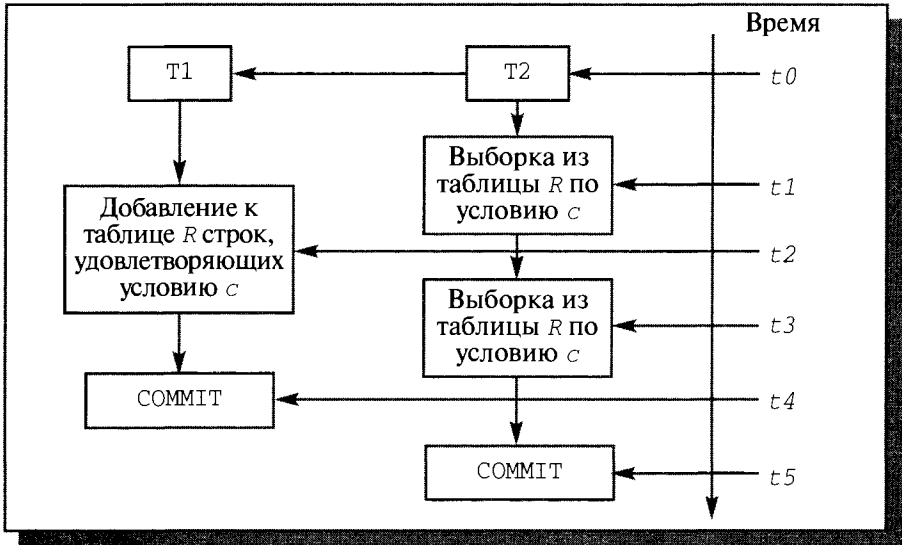 Время
T1
T2
t0
Выборка из
таблицы R по
условию c
t1
Добавление к
таблице R строк,
удовлетворяющих
условию c
t2
Выборка из
таблицы R по
условию c
t3
COMMIT
t4
COMMIT
t5